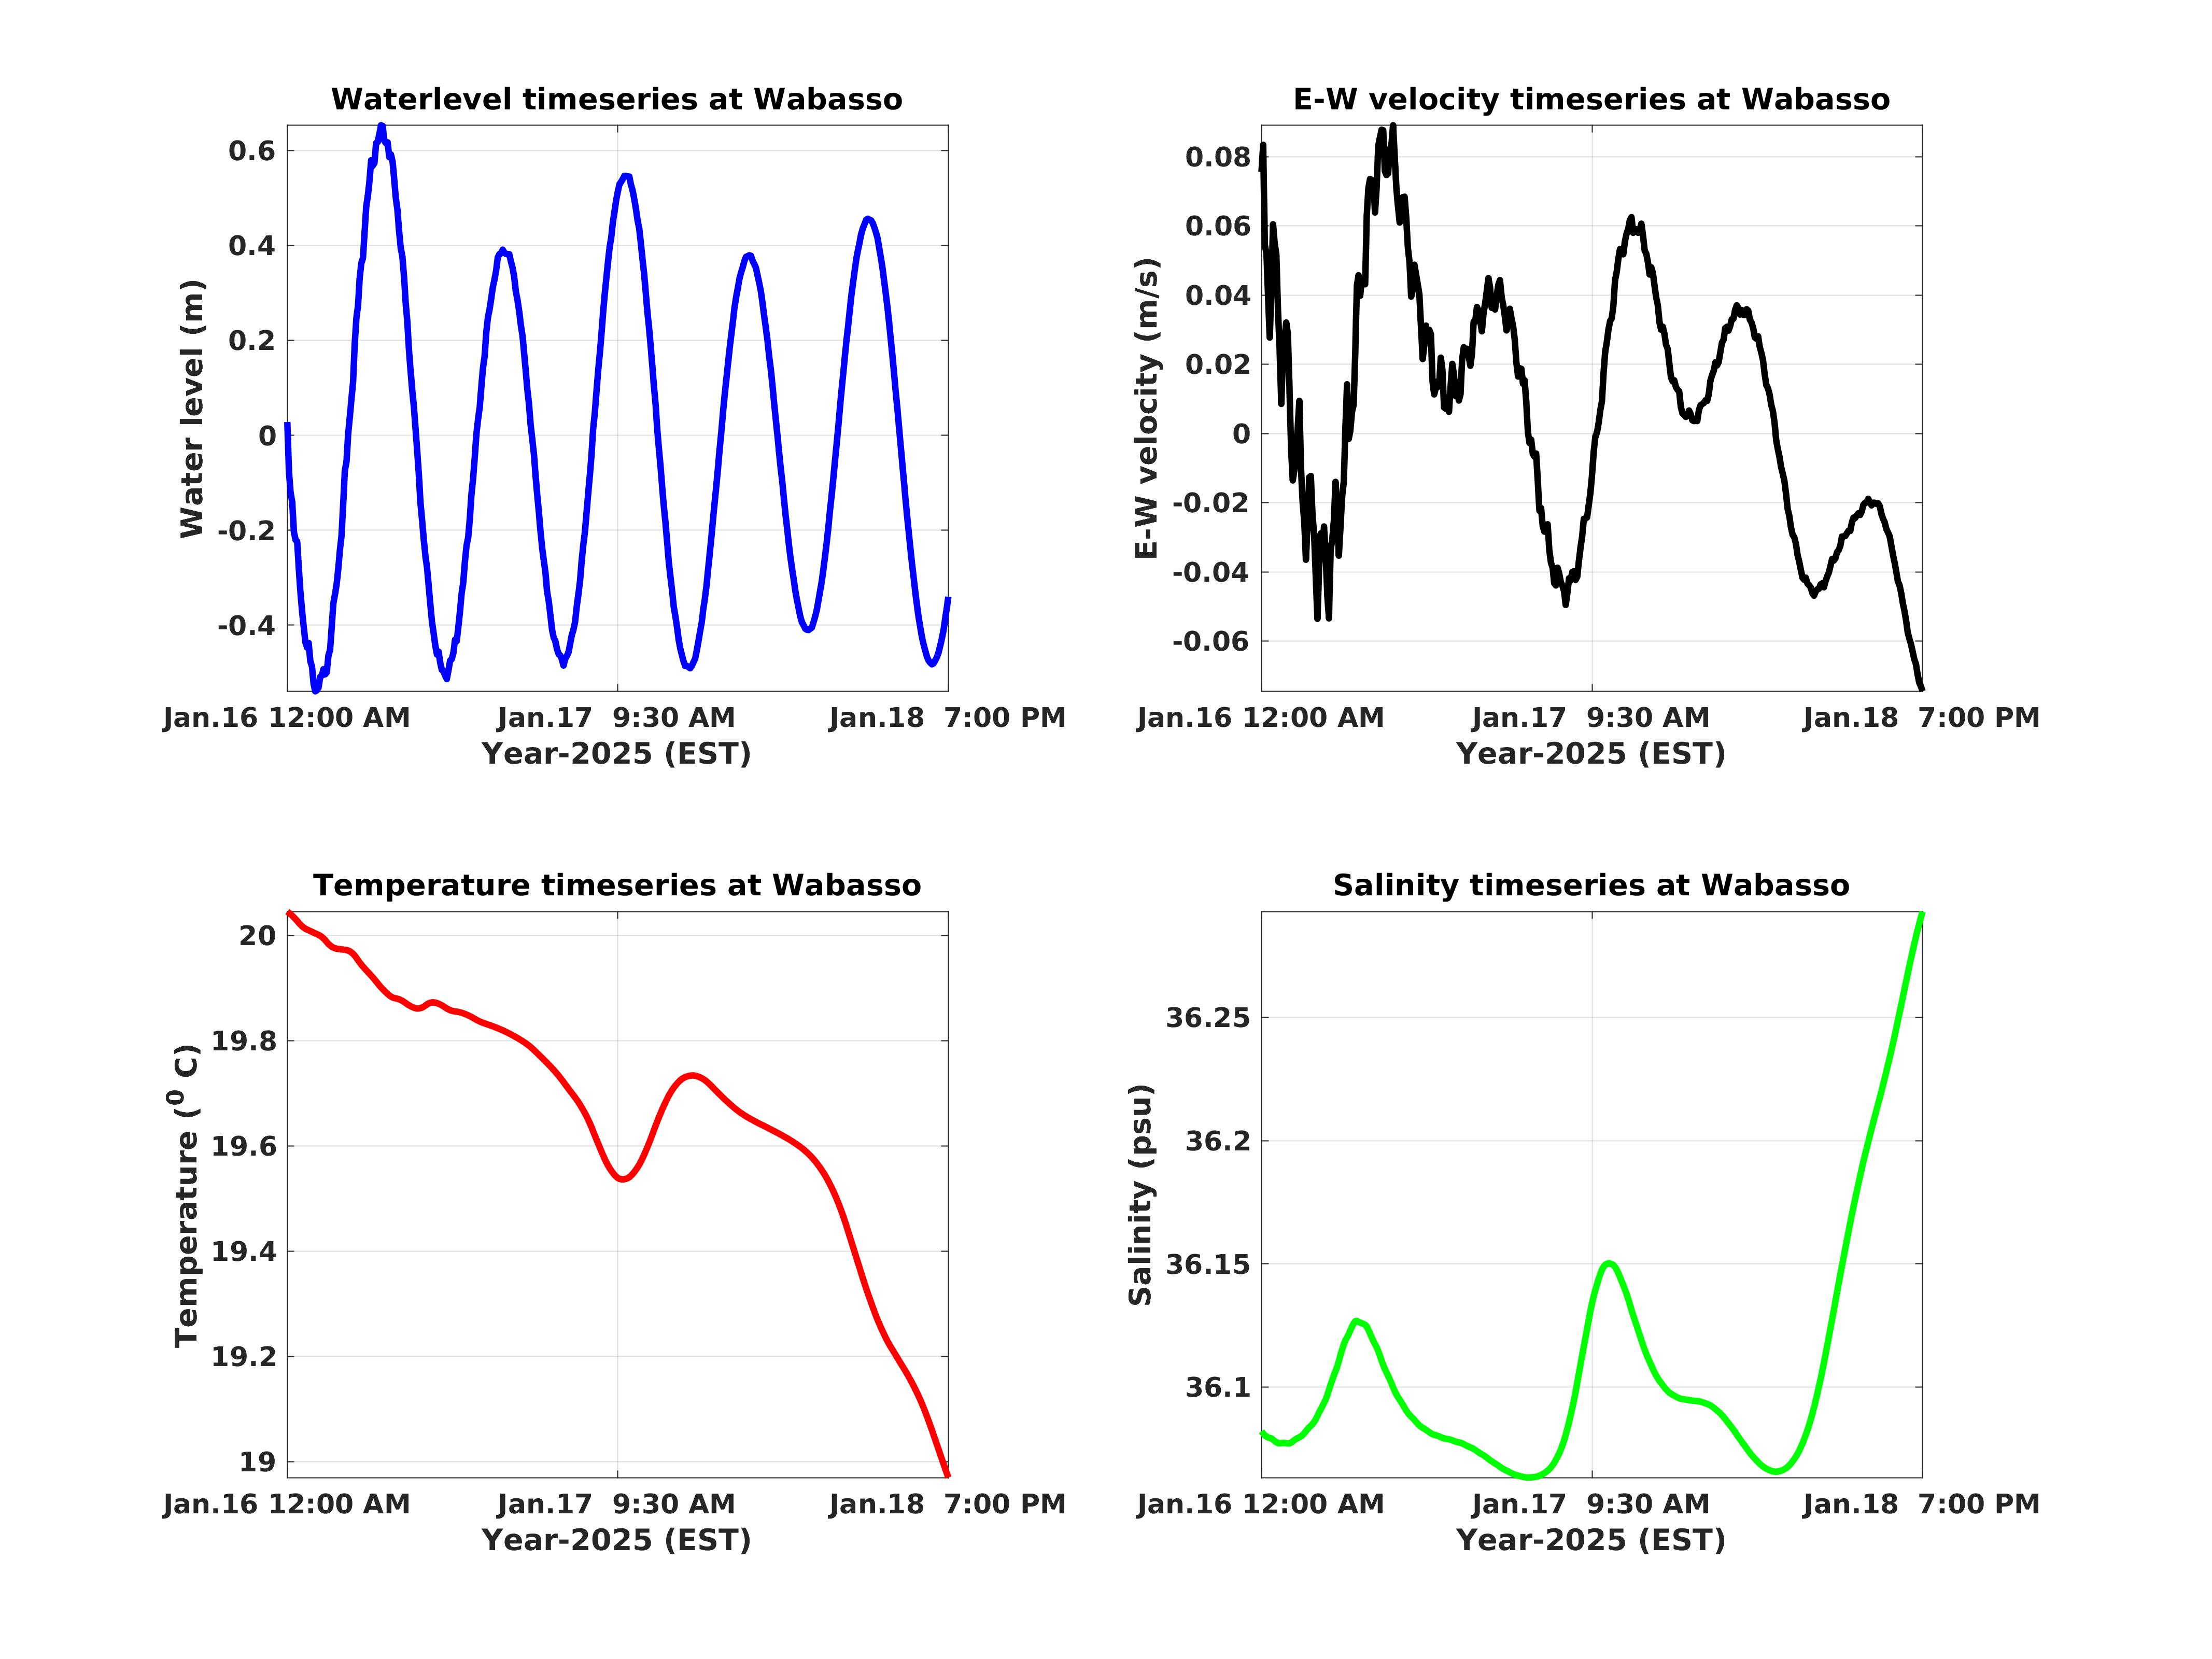 Waterlevel timeseries at Wabasso
Water level (m)
0.6
0.4
0.2
0
-0.2
-0.4
Jan.16 12:00 AM
Jan.17 9:30 AM
Jan.18 7:00 PM
Year-2025 (EST)
E-W velocity timeseries at Wabasso
E-W velocity (m/s)
0.08
0.06
0.04
0.02
0
-0.02
-0.04
-0.06
Jan.16 12:00 AM
Jan.17 9:30 AM
Jan.18 7:00 PM
Year-2025 (EST)
Temperature timeseries at Wabasso
Temperature (⁰ C)
20
19.8
19.6
19.4
19.2
19
Jan.16 12:00 AM
Jan.17 9:30 AM
Jan.18 7:00 PM
Year-2025 (EST)
Salinity timeseries at Wabasso
Salinity (psu)
36.25
36.2
36.15
36.1
Jan.16 12:00 AM
Jan.17 9:30 AM
Jan.18 7:00 PM
Year-2025 (EST)